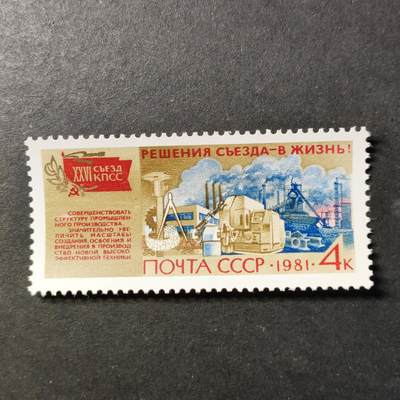 РЕШЕНИЯ СЪЕЗДА–В ЖИЗНЬ!
XXVI СЪЕЗД
КПСС
СОВЕРШЕНСТВОВАТЬ
СТРУКТУРУ ПРОМЫШЛЕН-
НОГО ПРОИЗВОДСТВА.
ЗНАЧИТЕЛЬНО УВЕ-
ЛИЧИТЬ МАСШТАБЫ
СОЗДАНИЯ, ОСВОЕНИЯ И
ВНЕДРЕНИЯ В ПРОИЗВОД
СТВО НОВОЙ ВЫСОКО-
ЭФФЕКТИВНОЙ ТЕХНИКИ
ПОЧТА СССР · 1981 · 4К